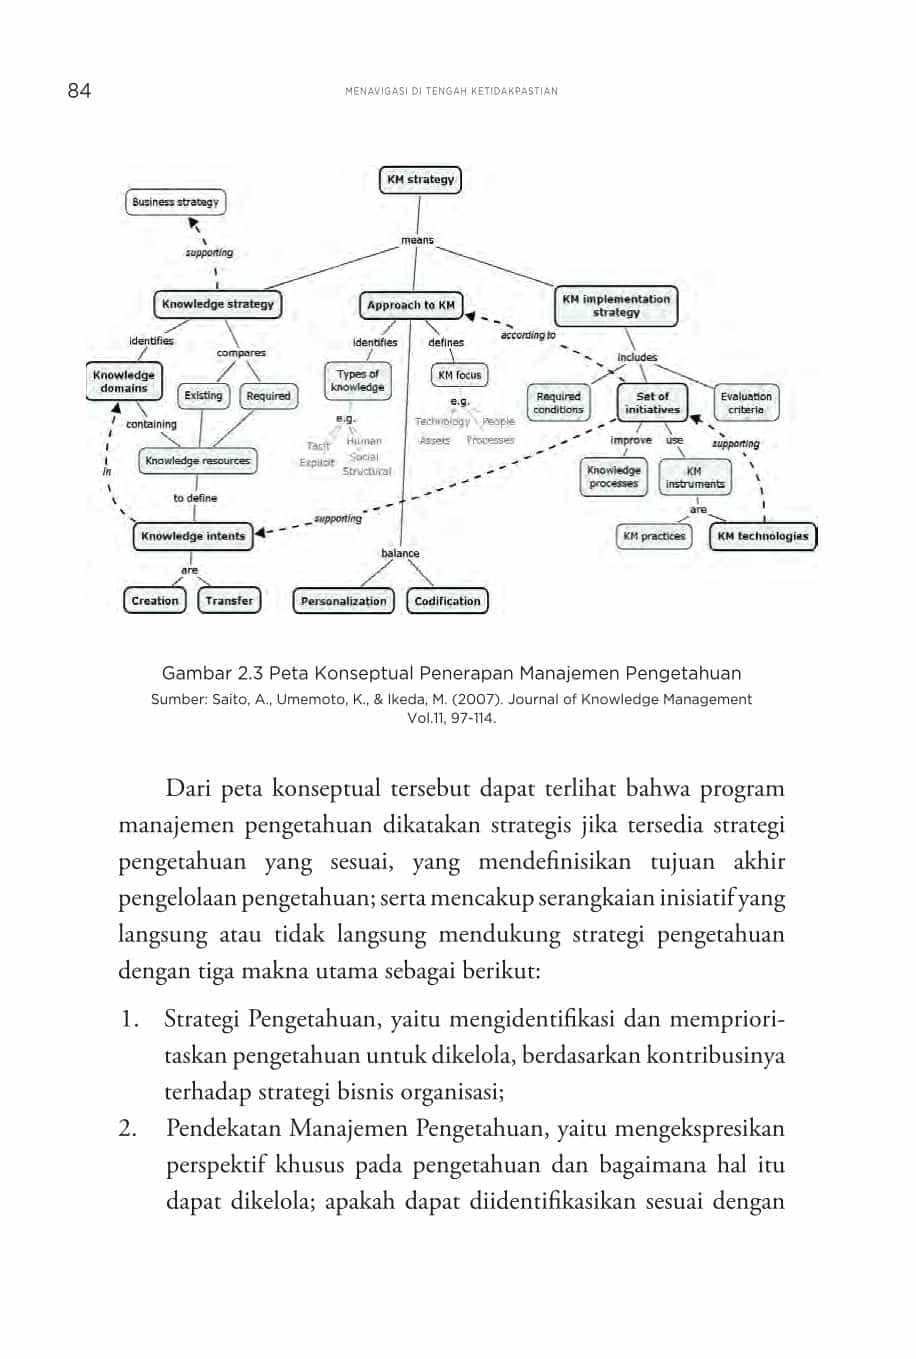 84
MENAVIGASI DI TENGAH KETIDAKPASTIAN
KM strategy
Business strategy
means
supporting
Knowledge strategy
Approach to KM
KM implementation
strategy
identifies
compares
identifies
defines
according to
includes
Knowledge
domains
Existing
Required
Types of
knowledge
KM focus
Required
conditions
Set of
initiatives
Evaluation
criteria
containing
e.g.
e.g.
Technology
People
Tacit
Human
Assets
Processes
improve
use
supporting
Knowledge resources
Explicit
Social
Structural
in
Knowledge
processes
KM
instruments
to define
are
supporting
Knowledge intents
KM practices
KM technologies
balance
are
Creation
Transfer
Personalization
Codification
Gambar 2.3 Peta Konseptual Penerapan Manajemen Pengetahuan
Sumber: Saito, A., Umemoto, K., & Ikeda, M. (2007). Journal of Knowledge Management
Vol.11, 97-114.
Dari peta konseptual tersebut dapat terlihat bahwa program
manajemen pengetahuan dikatakan strategis jika tersedia strategi
pengetahuan yang sesuai, yang mendefinisikan tujuan akhir
pengelolaan pengetahuan; serta mencakup serangkaian inisiatif yang
langsung atau tidak langsung mendukung strategi pengetahuan
dengan tiga makna utama sebagai berikut:
1. Strategi Pengetahuan, yaitu mengidentifikasi dan mempriori-
taskan pengetahuan untuk dikelola, berdasarkan kontribusinya
terhadap strategi bisnis organisasi;
2. Pendekatan Manajemen Pengetahuan, yaitu mengekspresikan
perspektif khusus pada pengetahuan dan bagaimana hal itu
dapat dikelola; apakah dapat diidentifikasikan sesuai dengan